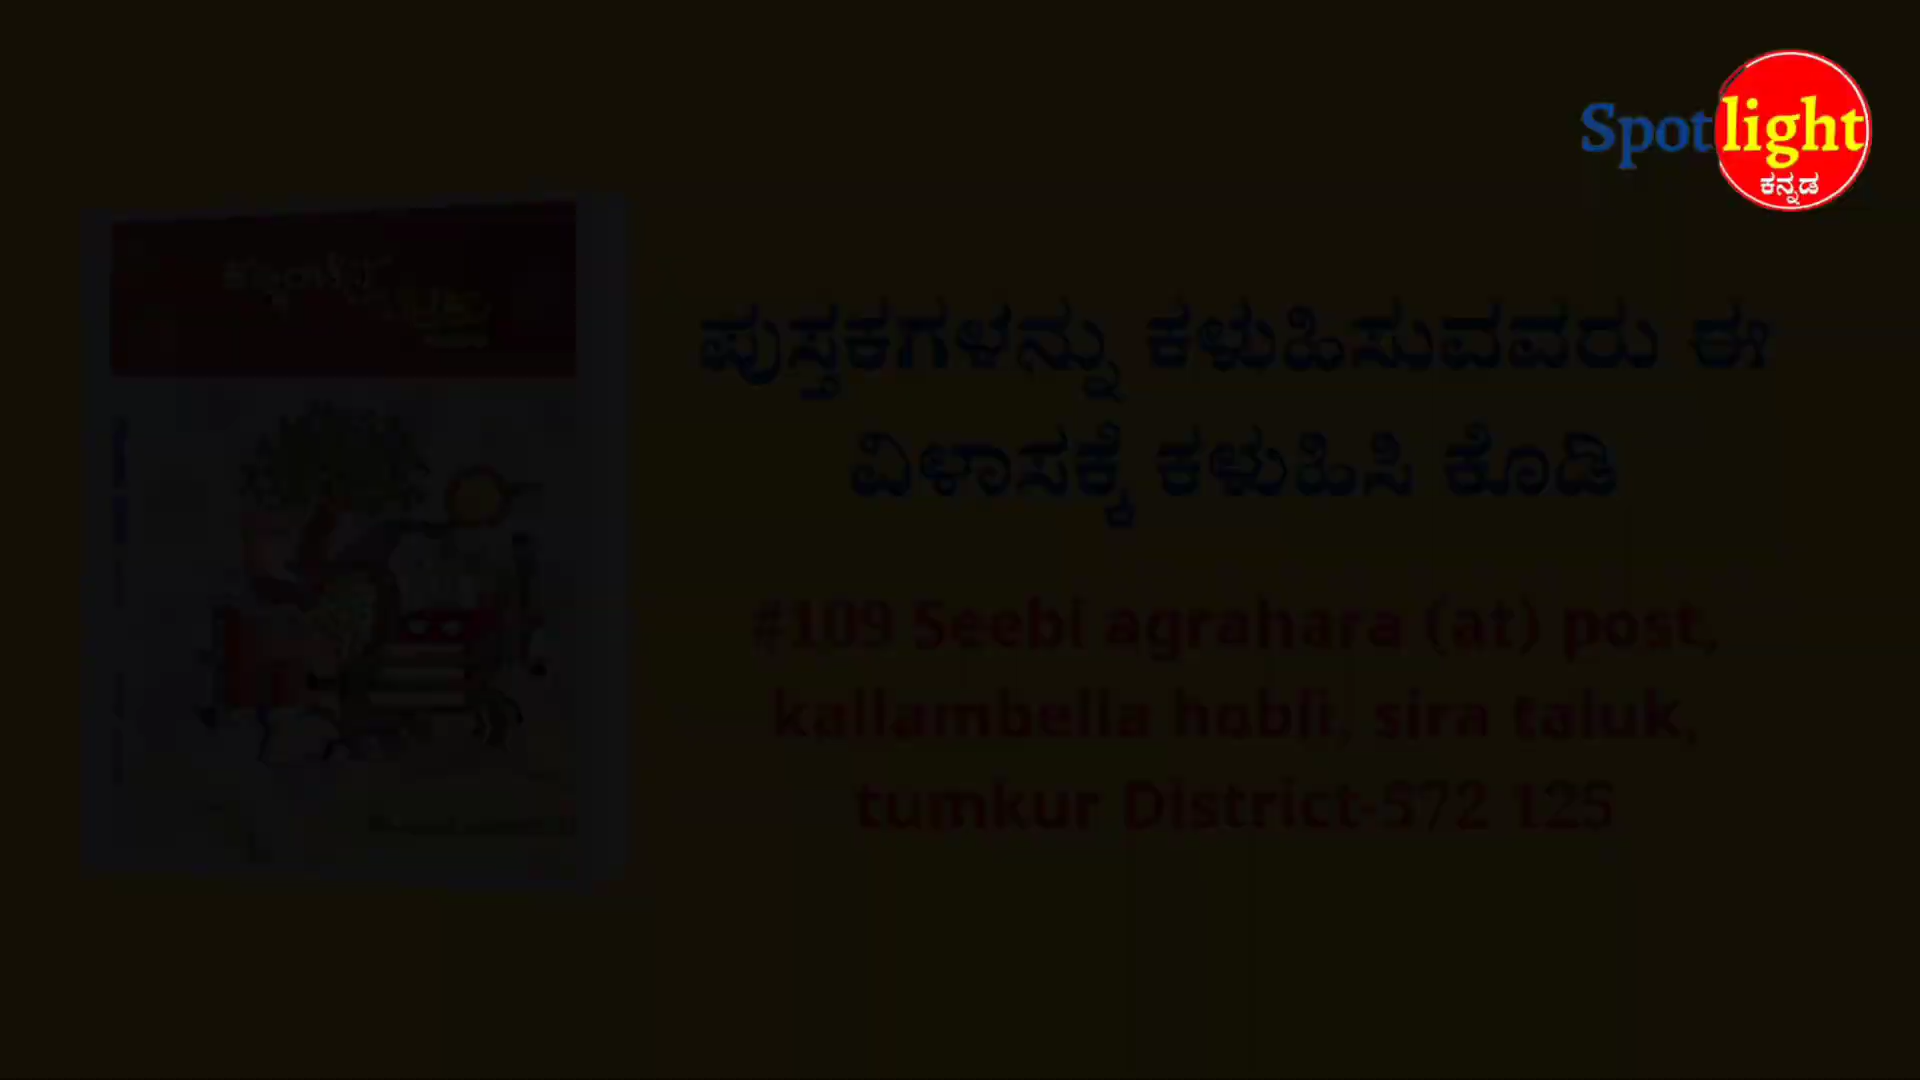 Spotlight
ಕನ್ನಡ
ಪುಸ್ತಕಗಳನ್ನು ಕಳುಹಿಸುವವರು ಈ
ವಿಳಾಸಕ್ಕೆ ಕಳುಹಿಸಿ ಕೊಡಿ
#109 Seebi agrahara (at) post,
kallambella hobli, sira taluk,
tumkur District-572 125